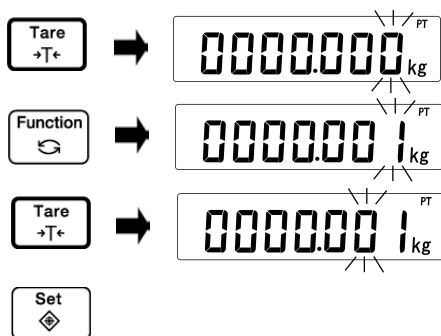 Tare
→T←
PT
0000.000 kg
Function
PT
0000.001 kg
Tare
→T←
PT
0000.001 kg
Set